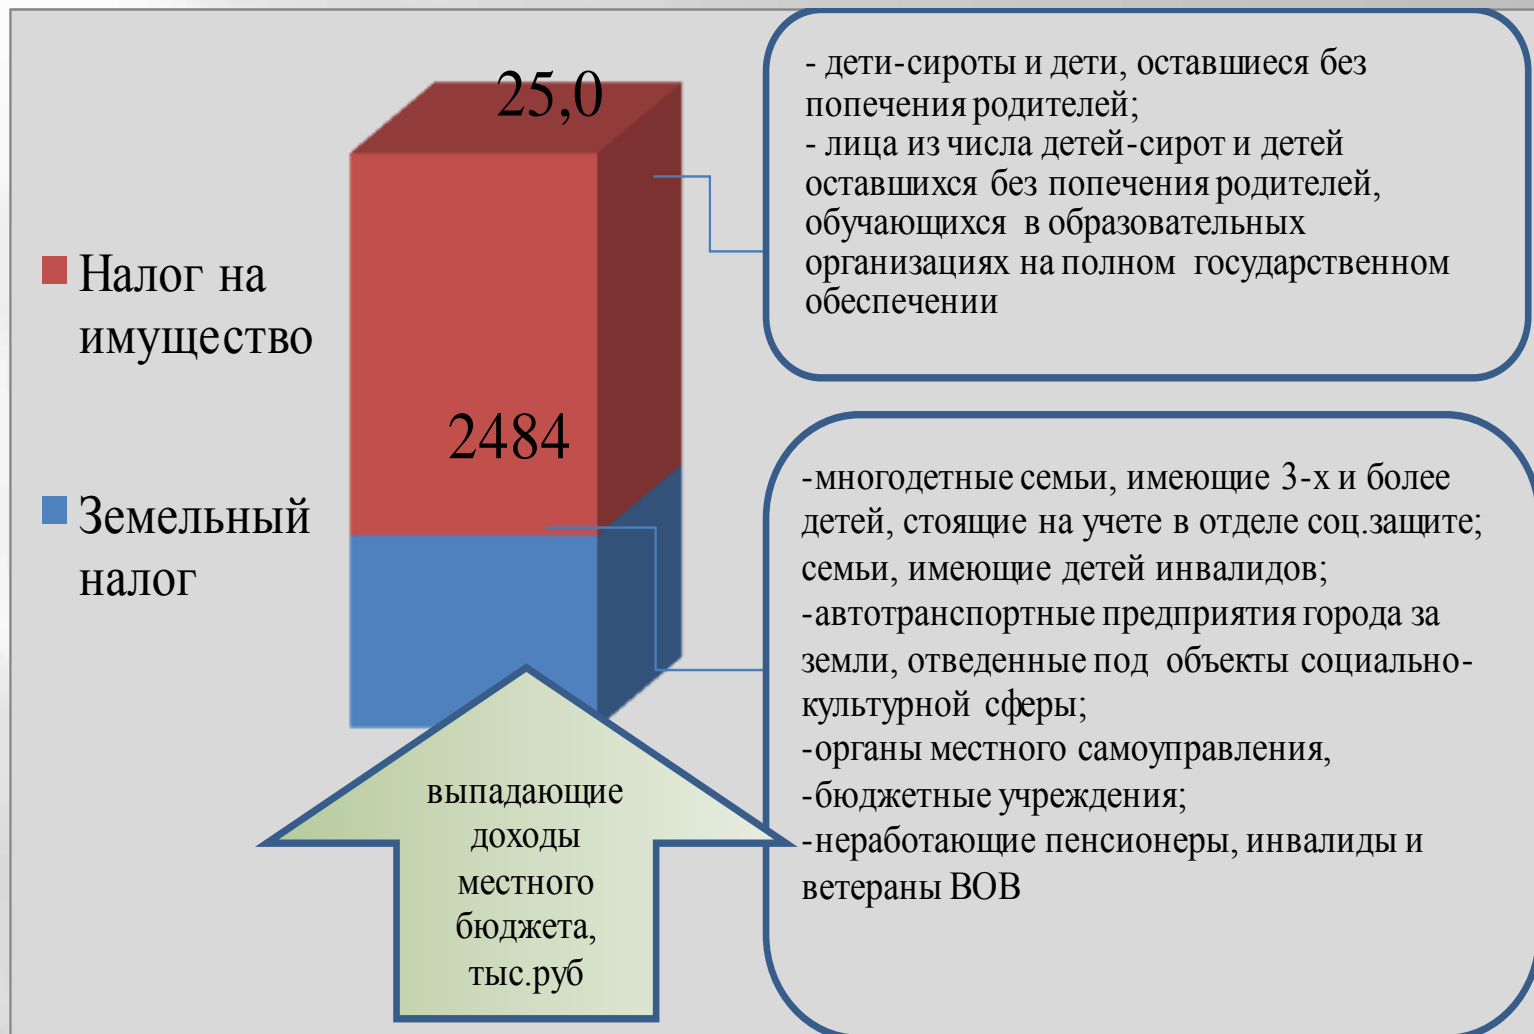 25,0
2484
Налог на
имущество
Земельный
налог
выпадающие
доходы
местного
бюджета,
тыс.руб
- дети-сироты и дети, оставшиеся без
попечения родителей;
- лица из числа детей-сирот и детей
оставшихся без попечения родителей,
обучающихся в образовательных
организациях на полном государственном
обеспечении
-многодетные семьи, имеющие 3-х и более
детей, стоящие на учете в отделе соц.защите;
семьи, имеющие детей инвалидов;
-автотранспортные предприятия города за
земли, отведенные под объекты социально-
культурной сферы;
-органы местного самоуправления,
-бюджетные учреждения;
-неработающие пенсионеры, инвалиды и
ветераны ВОВ